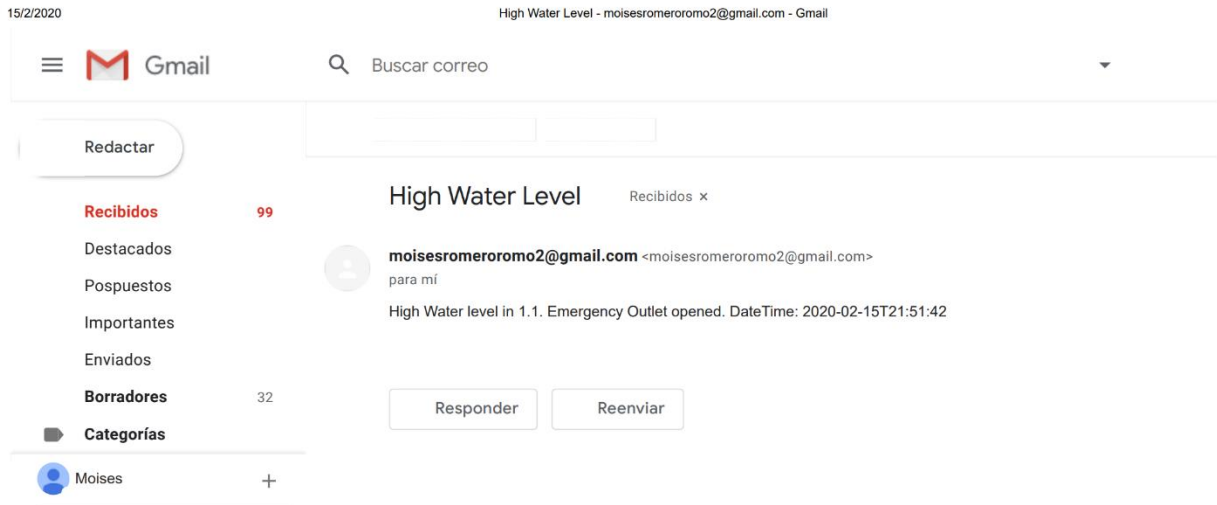 15/2/2020 High Water Level - moisesromeroromo2@gmail.com - Gmail
Gmail
Buscar correo
Redactar
Recibidos 99
Destacados
Pospuestos
Importantes
Enviados
Borradores 32
Categorías
Moises +
High Water Level Recibidos ×
moisesromeroromo2@gmail.com <moisesromeroromo2@gmail.com>
para mí
High Water level in 1.1. Emergency Outlet opened. DateTime: 2020-02-15T21:51:42
Responder Reenviar